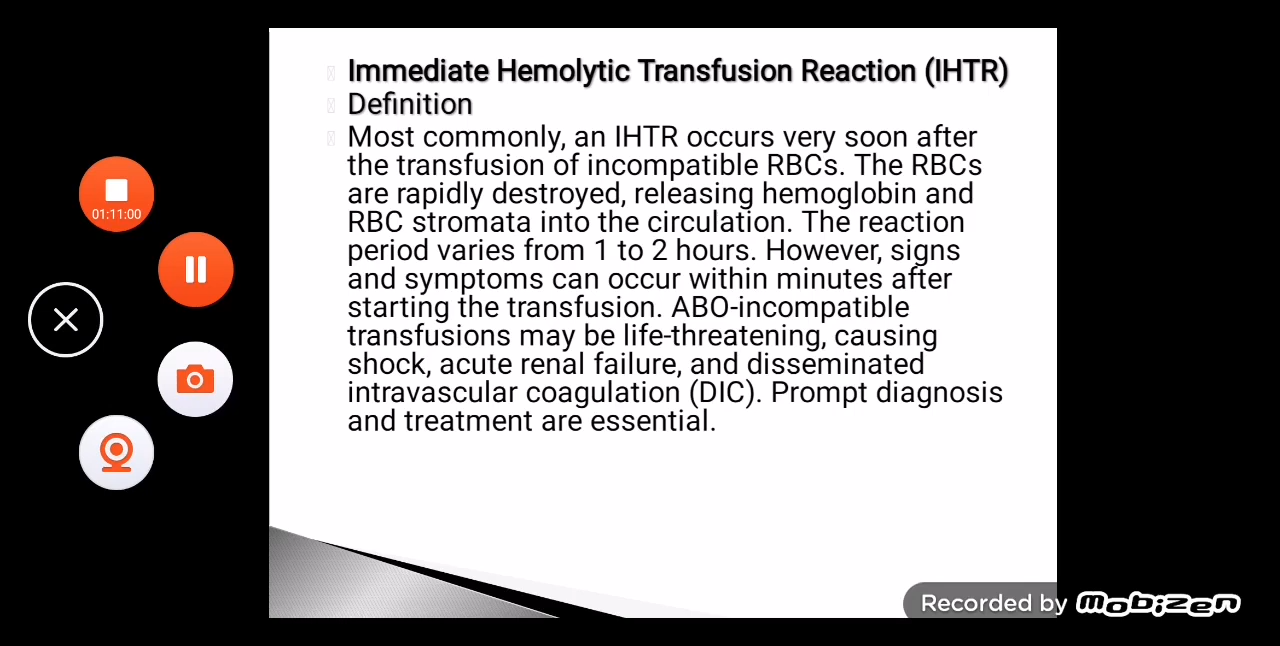 Immediate Hemolytic Transfusion Reaction (IHTR)
Definition
Most commonly, an IHTR occurs very soon after
the transfusion of incompatible RBCs. The RBCs
are rapidly destroyed, releasing hemoglobin and
RBC stromata into the circulation. The reaction
period varies from 1 to 2 hours. However, signs
and symptoms can occur within minutes after
starting the transfusion. ABO-incompatible
transfusions may be life-threatening, causing
shock, acute renal failure, and disseminated
intravascular coagulation (DIC). Prompt diagnosis
and treatment are essential.
01:11:00
Recorded by mobizen